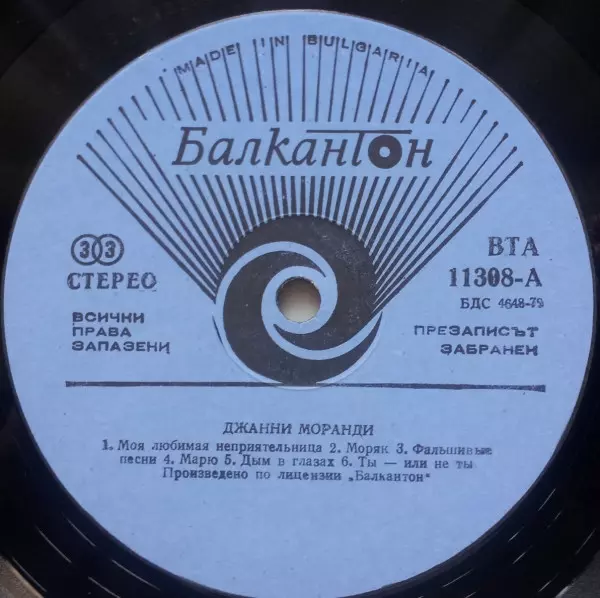 MADE IN BULGARIA
Балкантон
33
СТЕРЕО
ВСИЧКИ
ПРАВА
ЗАПАЗЕНИ
ВТА
11308-А
БДС 4648-79
ПРЕЗАПИСЪТ
ЗАБРАНЕН
ДЖАННИ МОРАНДИ
1. Моя любимая неприятельница 2. Моряк 3. Фальшивые
песни 4. Марю 5. Дым в глазах 6. Ты — или не ты
Произведено по лицензии „Балкантон“